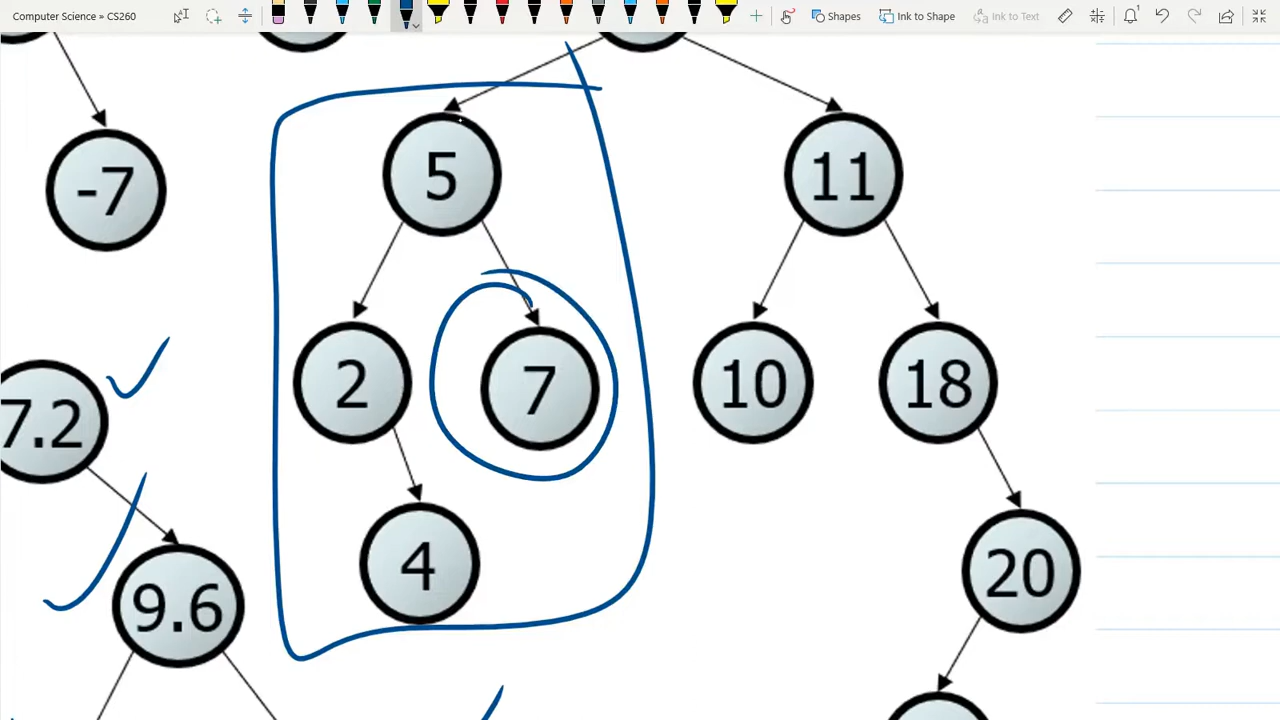 Computer Science » CS260
Shapes
Ink to Shape
Ink to Text
-7
5
11
2
7
10
18
7.2
4
20
9.6